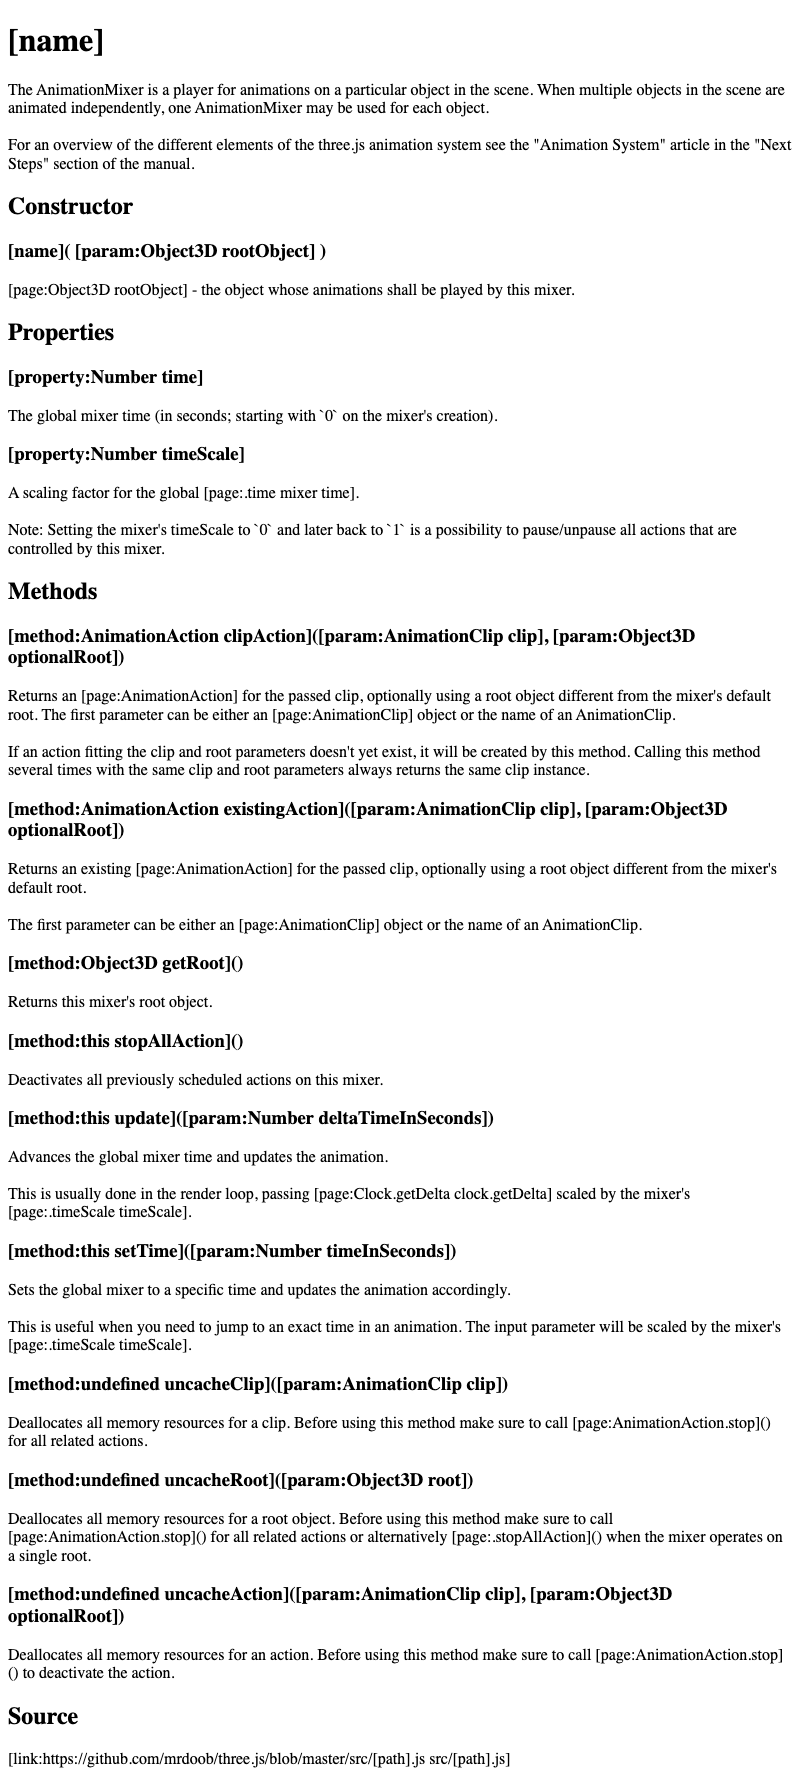 [name]
The AnimationMixer is a player for animations on a particular object in the scene. When multiple objects in the scene are
animated independently, one AnimationMixer may be used for each object.
For an overview of the different elements of the three.js animation system see the "Animation System" article in the "Next
Steps" section of the manual.
Constructor
[name]( [param:Object3D rootObject] )
[page:Object3D rootObject] - the object whose animations shall be played by this mixer.
Properties
[property:Number time]
The global mixer time (in seconds; starting with `0` on the mixer's creation).
[property:Number timeScale]
A scaling factor for the global [page:.time mixer time].
Note: Setting the mixer's timeScale to `0` and later back to `1` is a possibility to pause/unpause all actions that are
controlled by this mixer.
Methods
[method:AnimationAction clipAction]([param:AnimationClip clip], [param:Object3D
optionalRoot])
Returns an [page:AnimationAction] for the passed clip, optionally using a root object different from the mixer's default
root. The first parameter can be either an [page:AnimationClip] object or the name of an AnimationClip.
If an action fitting the clip and root parameters doesn't yet exist, it will be created by this method. Calling this method
several times with the same clip and root parameters always returns the same clip instance.
[method:AnimationAction existingAction]([param:AnimationClip clip], [param:Object3D
optionalRoot])
Returns an existing [page:AnimationAction] for the passed clip, optionally using a root object different from the mixer's
default root.
The first parameter can be either an [page:AnimationClip] object or the name of an AnimationClip.
[method:Object3D getRoot]()
Returns this mixer's root object.
[method:this stopAllAction]()
Deactivates all previously scheduled actions on this mixer.
[method:this update]([param:Number deltaTimeInSeconds])
Advances the global mixer time and updates the animation.
This is usually done in the render loop, passing [page:Clock.getDelta clock.getDelta] scaled by the mixer's
[page:.timeScale timeScale].
[method:this setTime]([param:Number timeInSeconds])
Sets the global mixer to a specific time and updates the animation accordingly.
This is useful when you need to jump to an exact time in an animation. The input parameter will be scaled by the mixer's
[page:.timeScale timeScale].
[method:undefined uncacheClip]([param:AnimationClip clip])
Deallocates all memory resources for a clip. Before using this method make sure to call [page:AnimationAction.stop]()
for all related actions.
[method:undefined uncacheRoot]([param:Object3D root])
Deallocates all memory resources for a root object. Before using this method make sure to call
[page:AnimationAction.stop]() for all related actions or alternatively [page:.stopAllAction]() when the mixer operates on
a single root.
[method:undefined uncacheAction]([param:AnimationClip clip], [param:Object3D
optionalRoot])
Deallocates all memory resources for an action. Before using this method make sure to call [page:AnimationAction.stop]
() to deactivate the action.
Source
[link:https://github.com/mrdoob/three.js/blob/master/src/[path].js src/[path].js]